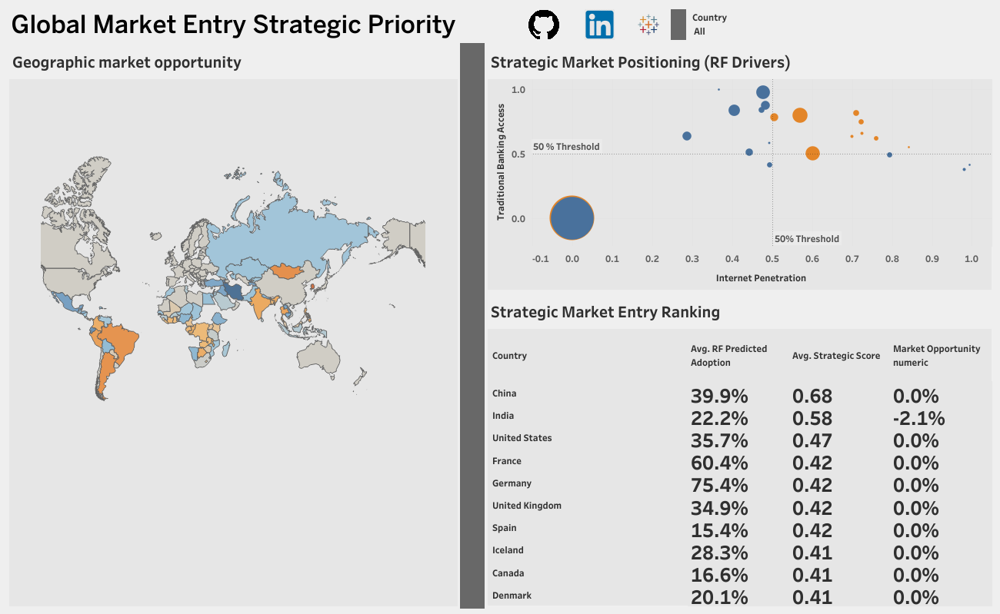 Global Market Entry Strategic Priority
in
Country
All
Geographic market opportunity
Strategic Market Positioning (RF Drivers)
Traditional Banking Access
1.0
0.5
0.0
50 % Threshold
50% Threshold
-0.1 0.0 0.1 0.2 0.3 0.4 0.5 0.6 0.7 0.8 0.9 1.0
Internet Penetration
Strategic Market Entry Ranking
Country Avg. RF Predicted Adoption Avg. Strategic Score Market Opportunity numeric
China 39.9% 0.68 0.0%
India 22.2% 0.58 -2.1%
United States 35.7% 0.47 0.0%
France 60.4% 0.42 0.0%
Germany 75.4% 0.42 0.0%
United Kingdom 34.9% 0.42 0.0%
Spain 15.4% 0.42 0.0%
Iceland 28.3% 0.41 0.0%
Canada 16.6% 0.41 0.0%
Denmark 20.1% 0.41 0.0%